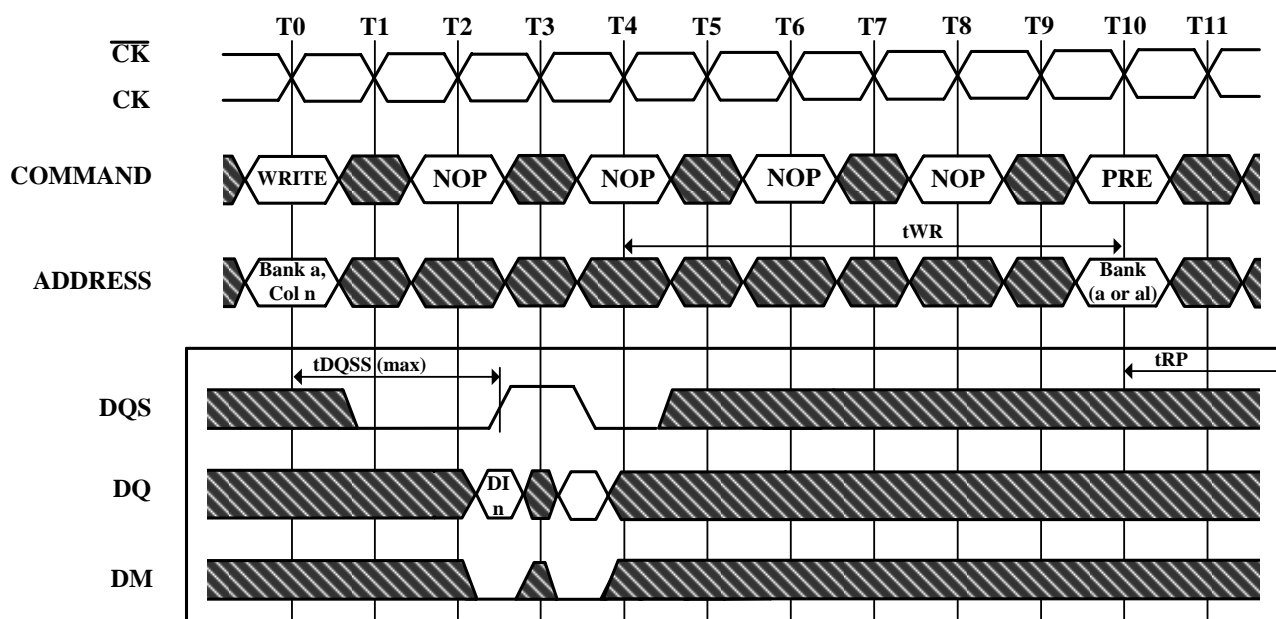 T0 T1 T2 T3 T4 T5 T6 T7 T8 T9 T10 T11
CK
CK
COMMAND WRITE NOP NOP NOP NOP PRE
tWR
ADDRESS Bank a, Col n Bank (a or al)
tDQSS (max) tRP
DQS
DQ DI n
DM